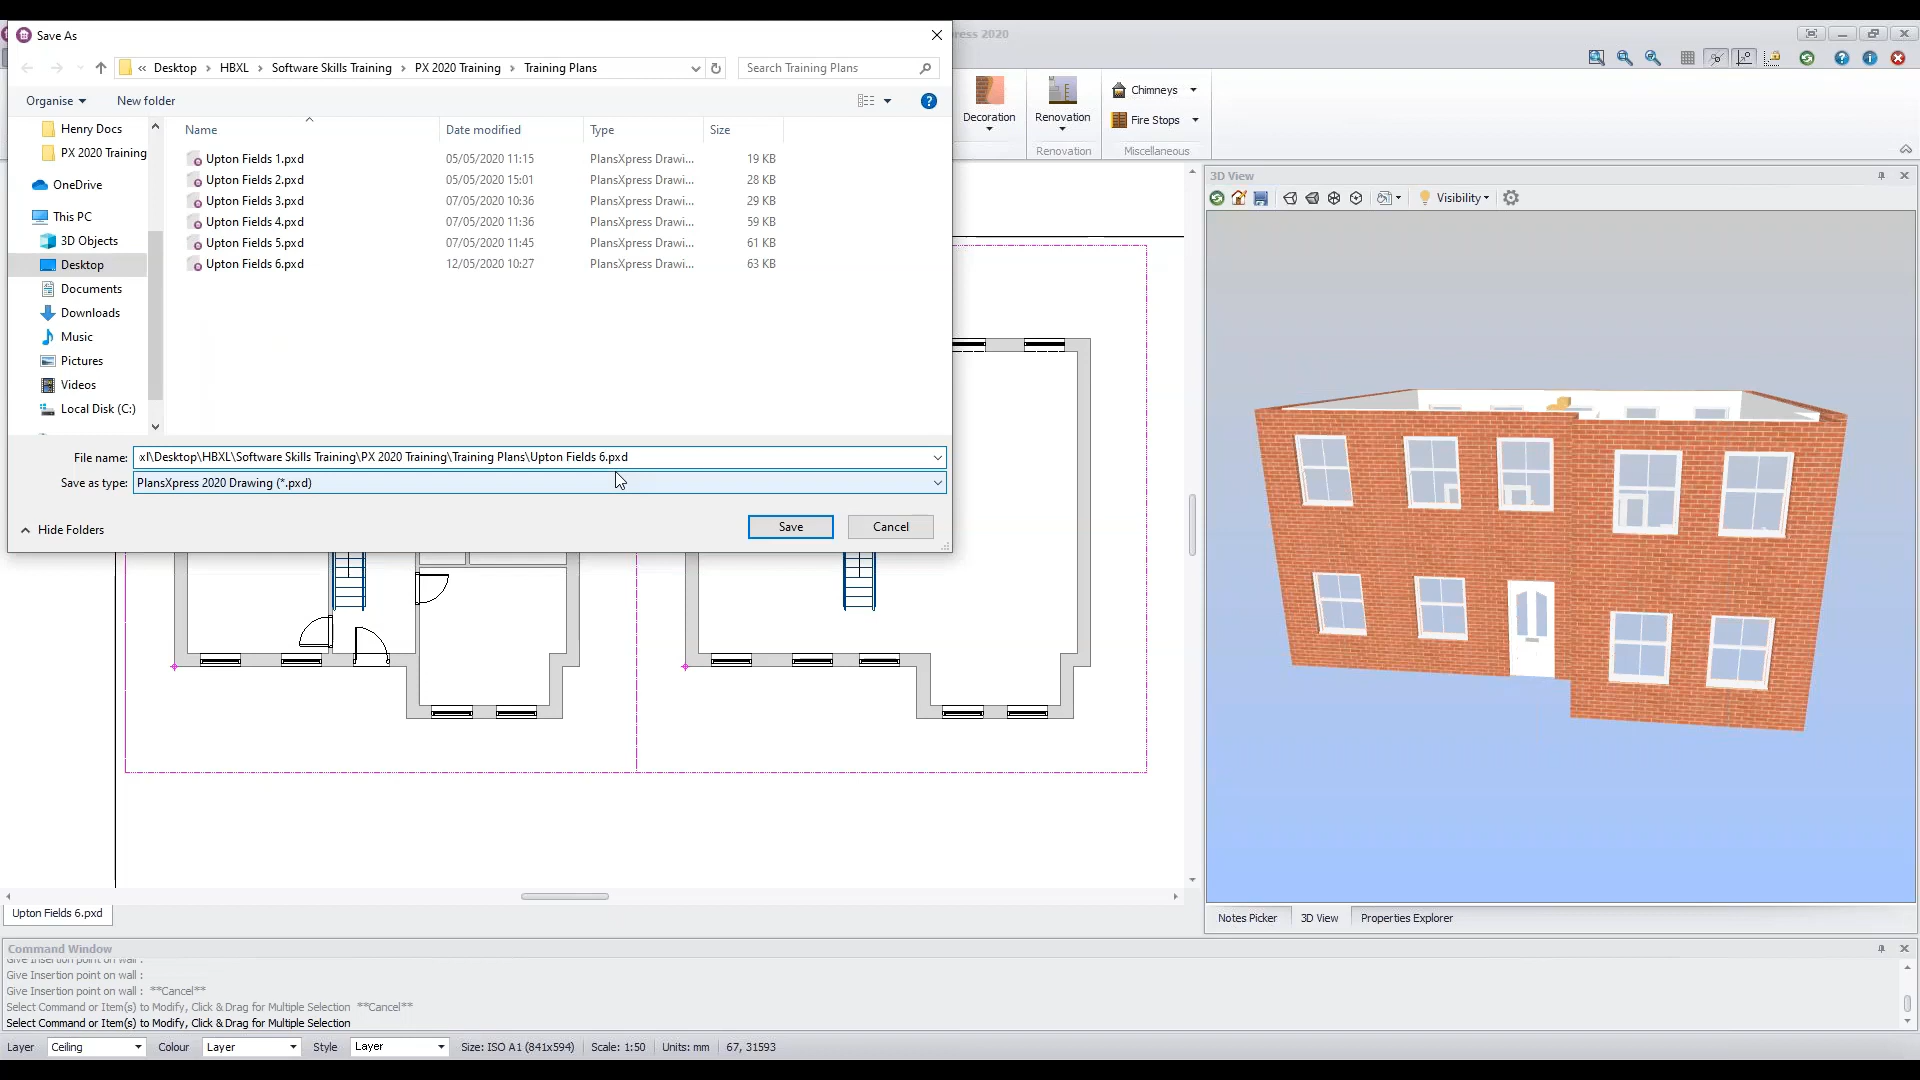 Save As
ress 2020
« Desktop > HBXL > Software Skills Training > PX 2020 Training > Training Plans
Search Training Plans
Organise
New folder
Decoration
Renovation
Chimneys
Fire Stops
Renovation
Miscellaneous
Henry Docs
PX 2020 Training
OneDrive
This PC
3D Objects
Desktop
Documents
Downloads
Music
Pictures
Videos
Local Disk (C:)
Name Date modified Type Size
Upton Fields 1.pxd 05/05/2020 11:15 PlansXpress Drawi... 19 KB
Upton Fields 2.pxd 05/05/2020 15:01 PlansXpress Drawi... 28 KB
Upton Fields 3.pxd 07/05/2020 10:36 PlansXpress Drawi... 29 KB
Upton Fields 4.pxd 07/05/2020 11:36 PlansXpress Drawi... 59 KB
Upton Fields 5.pxd 07/05/2020 11:45 PlansXpress Drawi... 61 KB
Upton Fields 6.pxd 12/05/2020 10:27 PlansXpress Drawi... 63 KB
File name: xl\Desktop\HBXL\Software Skills Training\PX 2020 Training\Training Plans\Upton Fields 6.pxd
Save as type: PlansXpress 2020 Drawing (*.pxd)
Hide Folders
Save
Cancel
3D View
Visibility
Notes Picker
3D View
Properties Explorer
Upton Fields 6.pxd
Command Window
Give Insertion point on wall :
Give Insertion point on wall :
Give Insertion point on wall : **Cancel**
Select Command or Item(s) to Modify, Click & Drag for Multiple Selection **Cancel**
Select Command or Item(s) to Modify, Click & Drag for Multiple Selection
Layer Ceiling Colour Layer Style Layer Size: ISO A1 (841x594) Scale: 1:50 Units: mm 67, 31593